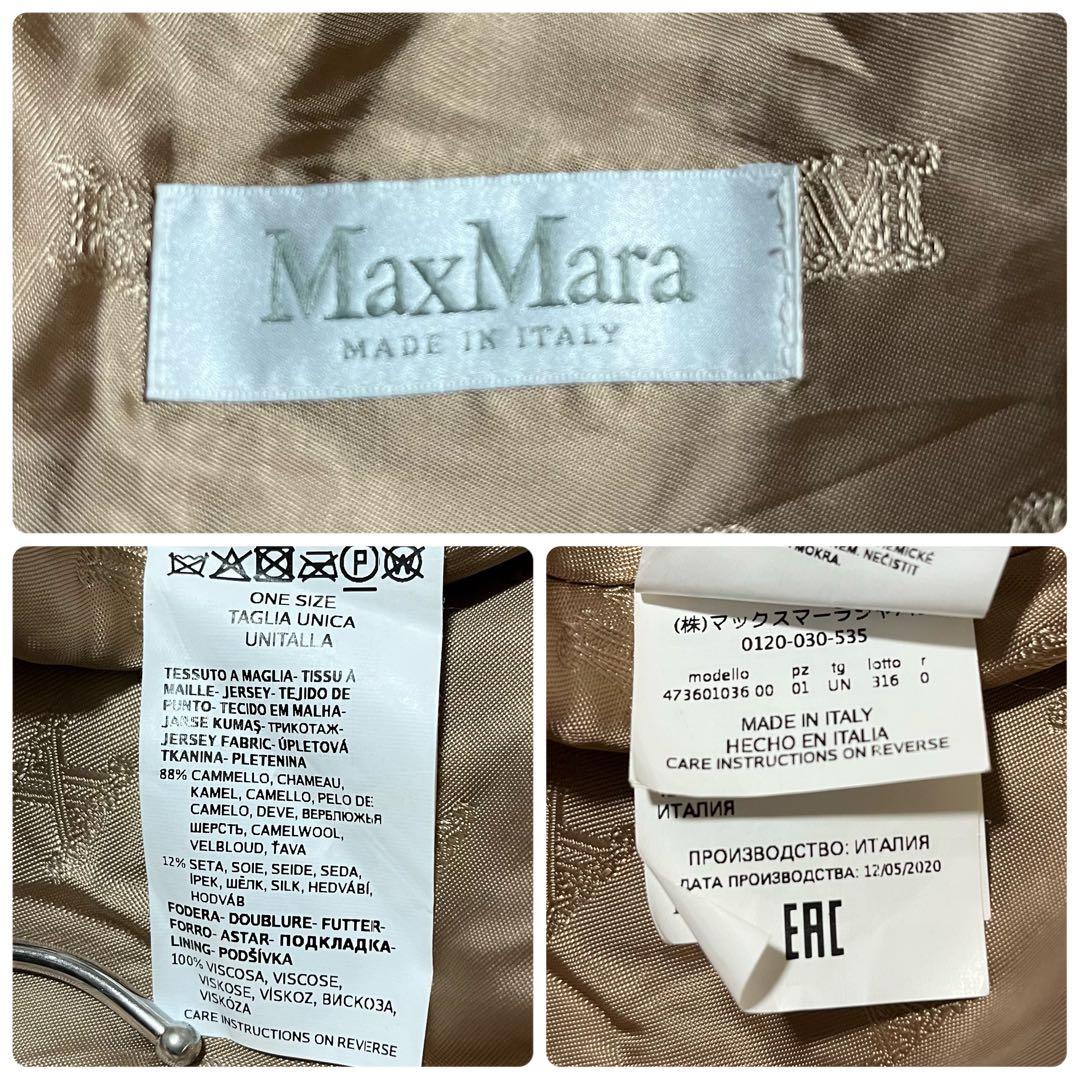 MaxMara
MADE IN ITALY
M
P W
ONE SIZE
TAGLIA UNICA
UNITALLA
TESSUTO A MAGLIA- TISSU À
MAILLE- JERSEY- TEJIDO DE
PUNTO- TECIDO EM MALHA-
JARSE KUMAŞ- ТРИКОТАЖ-
JERSEY FABRIC- ÚPLETOVÁ
TKANINA- PLETENINA
88% CAMMELLO, CHAMEAU,
KAMEL, CAMELLO, PELO DE
CAMELO, DEVE, ВЕРБЛЮЖЬЯ
ШЕРСТЬ, CAMELWOOL,
VELBLOUD, ŤAVA
12% SETA, SOIE, SEIDE, SEDA,
İPEK, ШЁЛК, SILK, HEDVÁBÍ,
HODVÁB
FODERA- DOUBLURE- FUTTER-
FORRO- ASTAR- ПОДКЛАДКА-
LINING- PODŠÍVKA
100% VISCOSA, VISCOSE,
VISKOSE, VİSKOZ, ВИСКОЗА,
VISKÓZA
CARE INSTRUCTIONS ON REVERSE
NEČISTIT
MOKRA.
(株)マックスマーラジャパン
0120-030-535
modello pz tg lotto r
473601036 00 01 UN 316 0
MADE IN ITALY
HECHO EN ITALIA
CARE INSTRUCTIONS ON REVERSE
ИТАЛИЯ
ПРОИЗВОДСТВО: ИТАЛИЯ
ДАТА ПРОИЗВОДСТВА: 12/05/2020
EAC